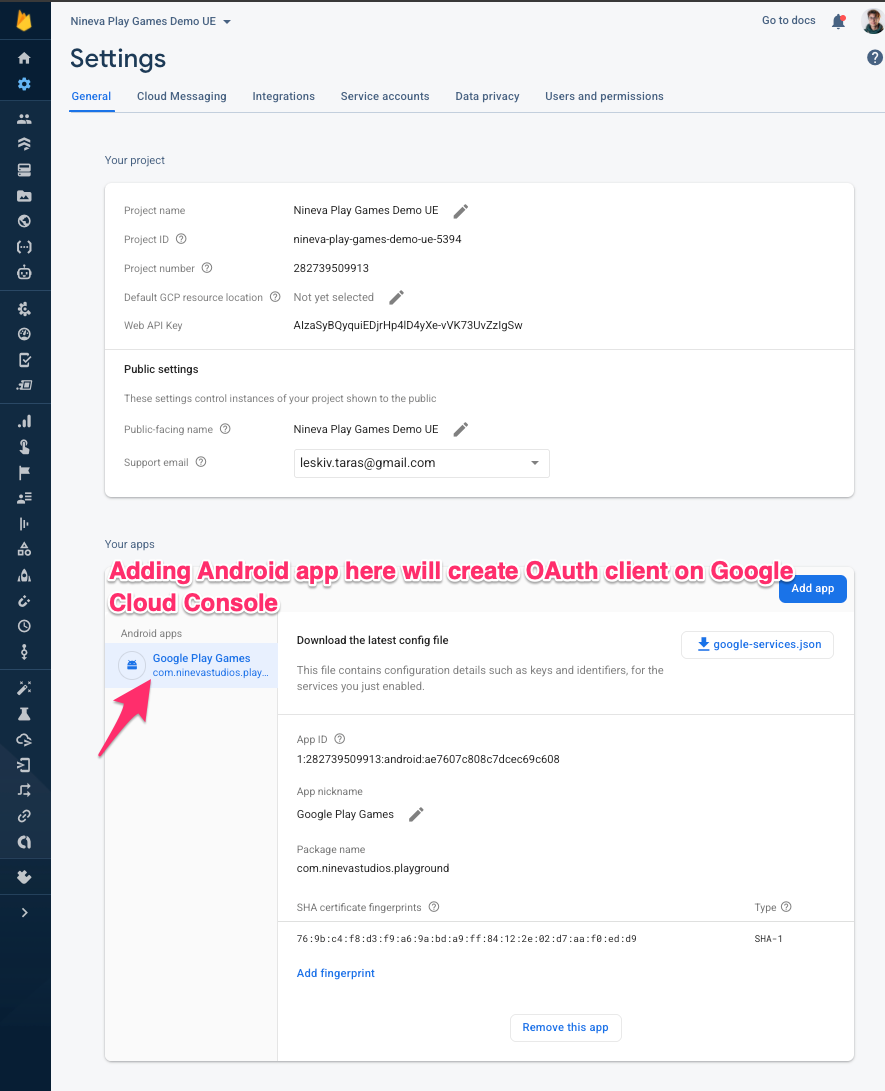 Nineva Play Games Demo UE
Go to docs
Settings
General Cloud Messaging Integrations Service accounts Data privacy Users and permissions
Your project
Project name Nineva Play Games Demo UE
Project ID nineva-play-games-demo-ue-5394
Project number 282739509913
Default GCP resource location Not yet selected
Web API Key AIzaSyBQyquiEDjrHp4lD4yXe-vVK73UvZzIgSw
Public settings
These settings control instances of your project shown to the public
Public-facing name Nineva Play Games Demo UE
Support email leskiv.taras@gmail.com
Your apps
Adding Android app here will create OAuth client on Google
Cloud Console
Add app
Android apps
Google Play Games
com.ninevastudios.play...
Download the latest config file
google-services.json
This file contains configuration details such as keys and identifiers, for the
services you just enabled.
App ID
1:282739509913:android:ae7607c808c7dcec69c608
App nickname
Google Play Games
Package name
com.ninevastudios.playground
SHA certificate fingerprints Type
76:9b:c4:f8:d3:f9:a6:9a:bd:a9:ff:84:12:2e:02:d7:aa:f0:ed:d9 SHA-1
Add fingerprint
Remove this app